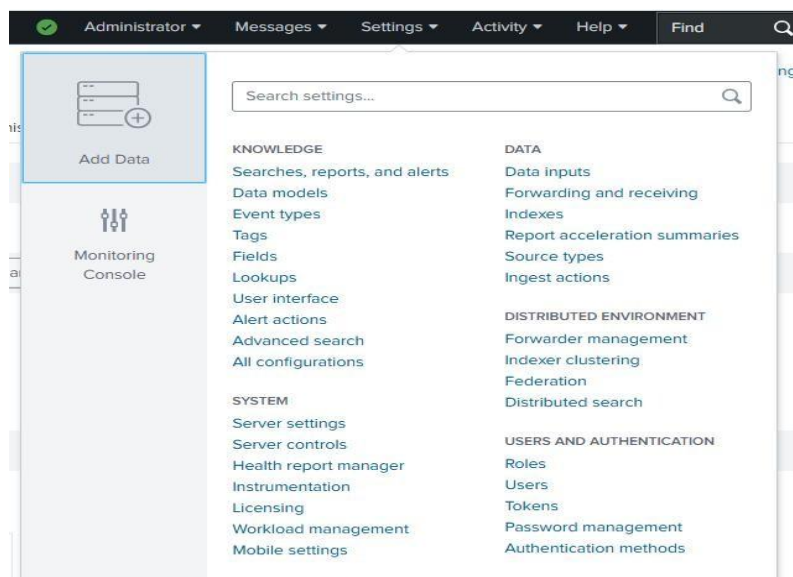 Administrator Messages Settings Activity Help Find
Add Data
Monitoring
Console
Search settings...
KNOWLEDGE
Searches, reports, and alerts
Data models
Event types
Tags
Fields
Lookups
User interface
Alert actions
Advanced search
All configurations
SYSTEM
Server settings
Server controls
Health report manager
Instrumentation
Licensing
Workload management
Mobile settings
DATA
Data inputs
Forwarding and receiving
Indexes
Report acceleration summaries
Source types
Ingest actions
DISTRIBUTED ENVIRONMENT
Forwarder management
Indexer clustering
Federation
Distributed search
USERS AND AUTHENTICATION
Roles
Users
Tokens
Password management
Authentication methods